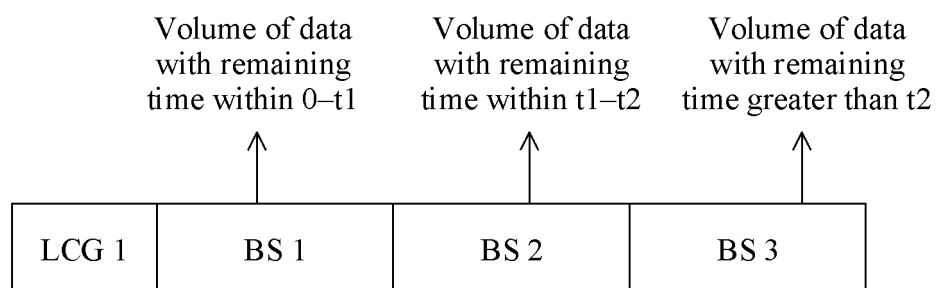 Volume of data
with remaining
time within 0–t1
Volume of data
with remaining
time within t1–t2
Volume of data
with remaining
time greater than t2
LCG 1
BS 1
BS 2
BS 3